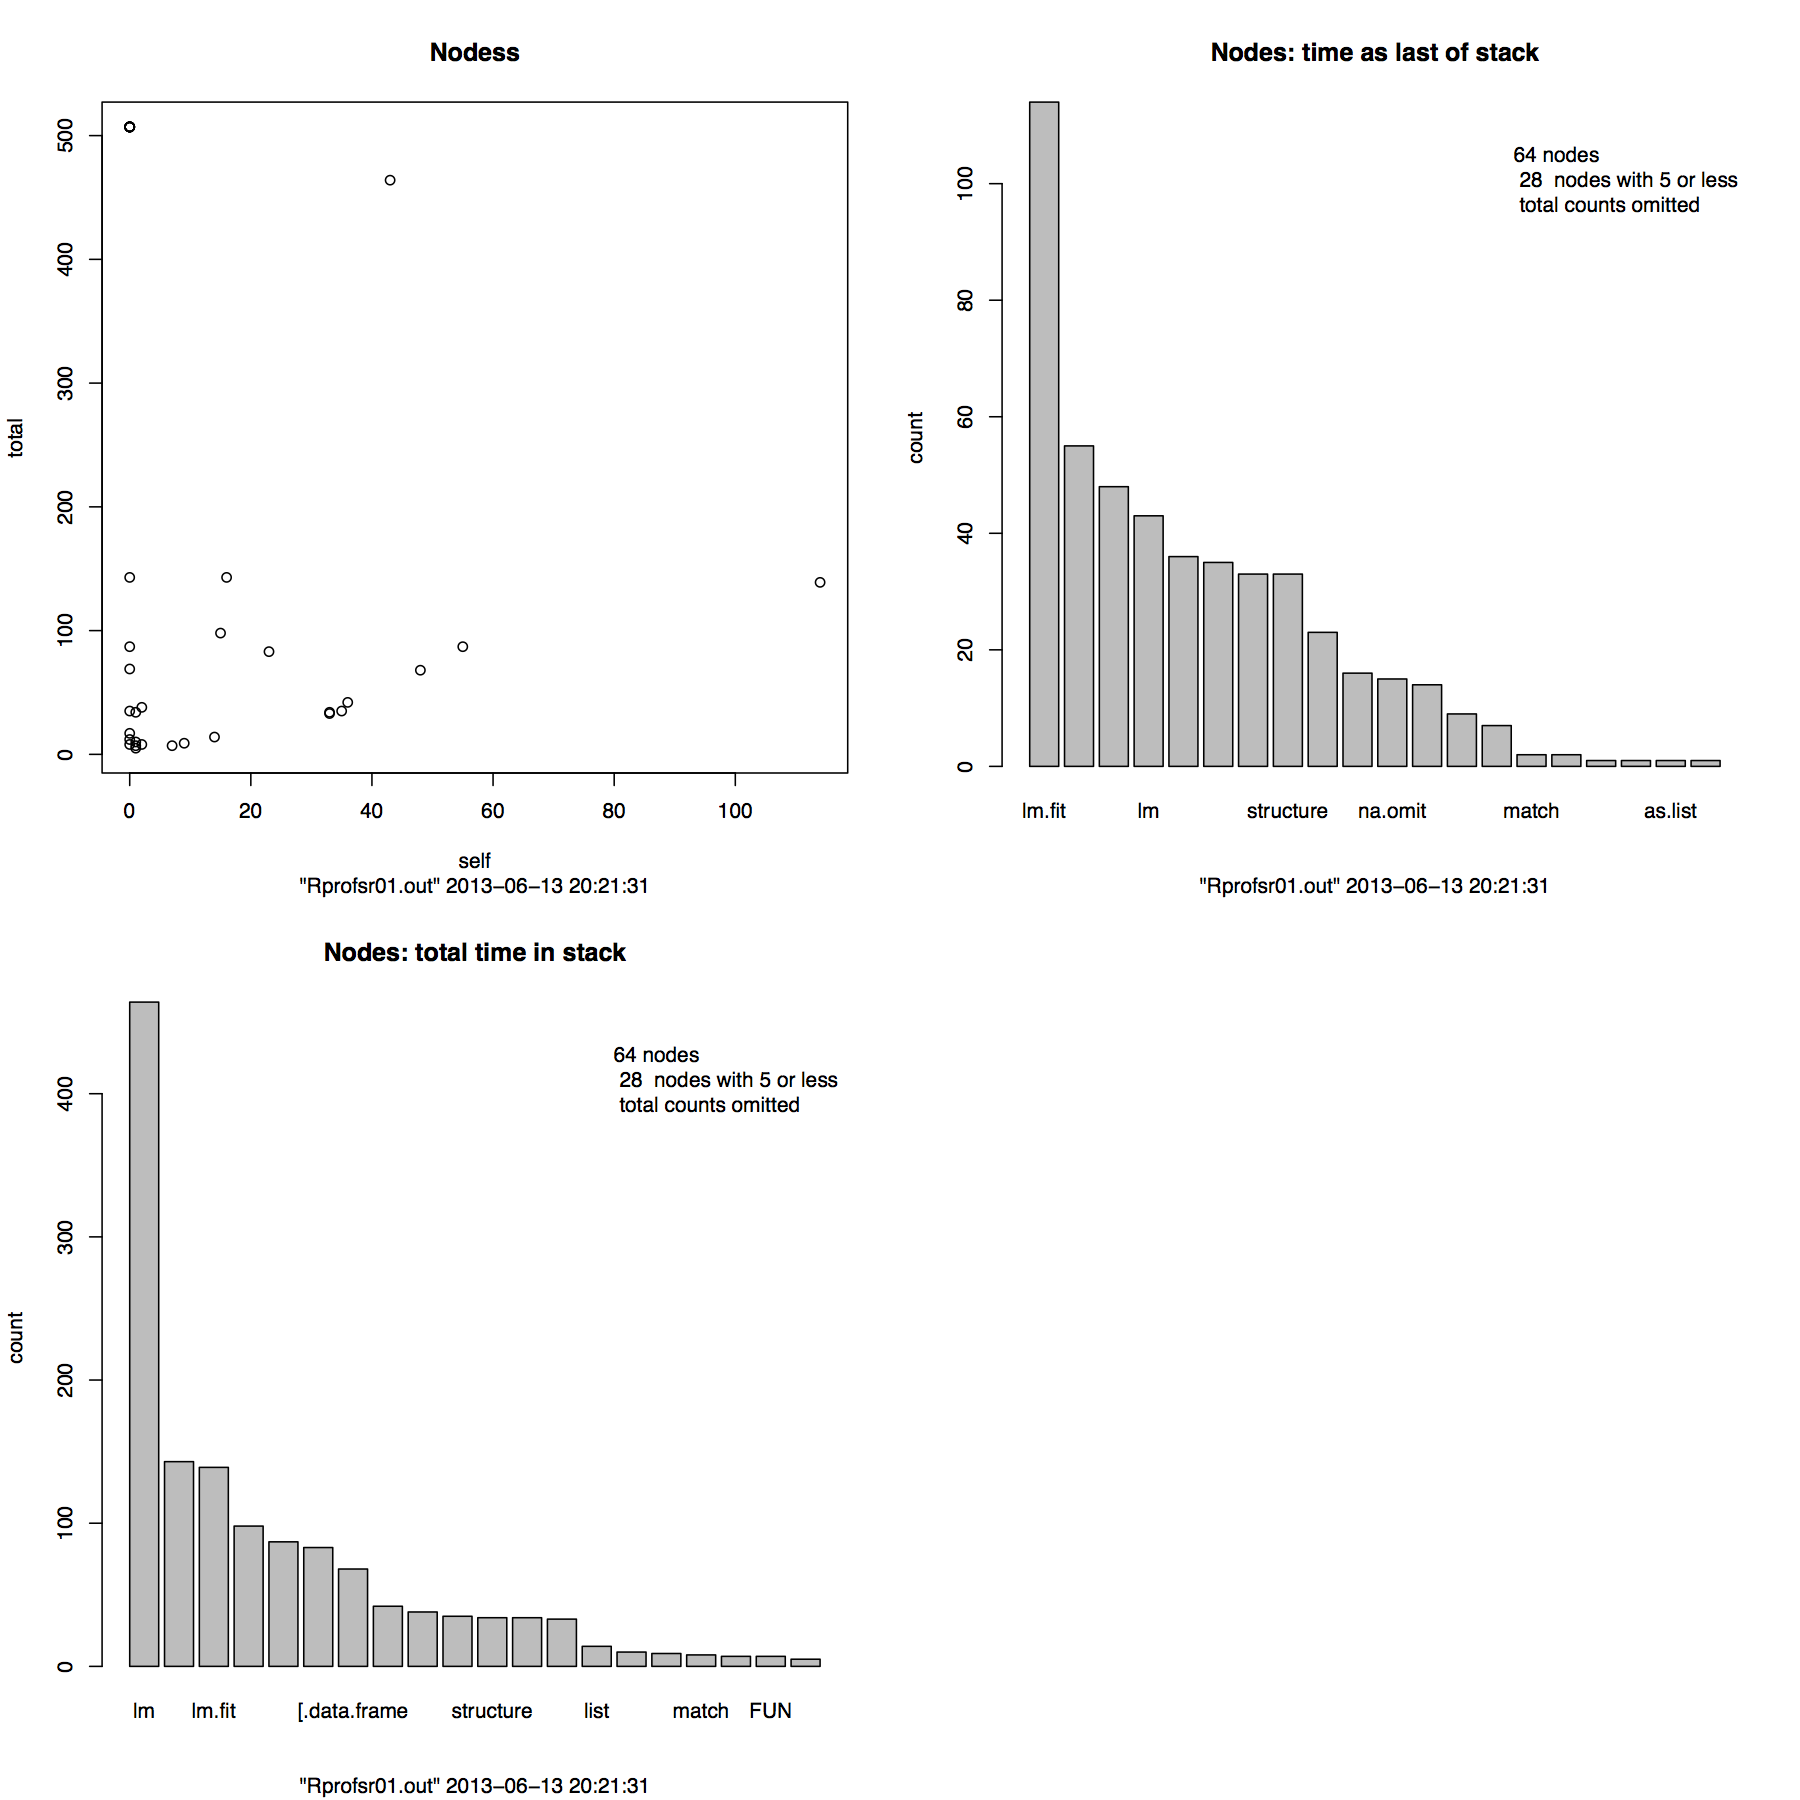 Nodess
total
0 100 200 300 400 500
0 20 40 60 80 100
self
"Rprofsr01.out" 2013−06−13 20:21:31
Nodes: time as last of stack
64 nodes
28 nodes with 5 or less
total counts omitted
count
0 20 40 60 80 100
lm.fit lm structure na.omit match as.list
"Rprofsr01.out" 2013−06−13 20:21:31
Nodes: total time in stack
64 nodes
28 nodes with 5 or less
total counts omitted
count
0 100 200 300 400
lm lm.fit [.data.frame structure list match FUN
"Rprofsr01.out" 2013−06−13 20:21:31